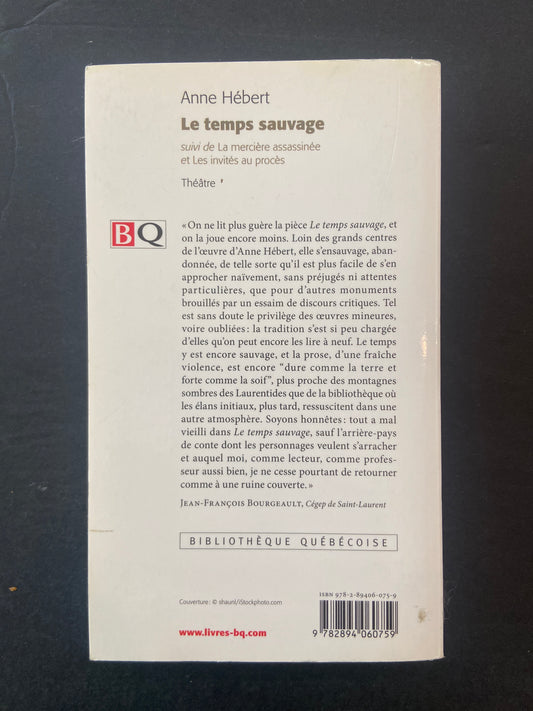 Anne Hébert
Le temps sauvage
suivi de La mercière assassinée
et Les invités au procès
Théâtre
BQ
« On ne lit plus guère la pièce Le temps sauvage, et
on la joue encore moins. Loin des grands centres
de l'œuvre d'Anne Hébert, elle s'ensauvage, aban-
donnée, de telle sorte qu'il est plus facile de s'en
approcher naïvement, sans préjugés ni attentes
particulières, que pour d'autres monuments
brouillés par un essaim de discours critiques. Tel
est sans doute le privilège des œuvres mineures,
voire oubliées : la tradition s'est si peu chargée
d'elles qu'on peut encore les lire à neuf. Le temps
y est encore sauvage, et la prose, d'une fraîche
violence, est encore “dure comme la terre et
forte comme la soif”, plus proche des montagnes
sombres des Laurentides que de la bibliothèque où
les élans initiaux, plus tard, ressuscitent dans une
autre atmosphère. Soyons honnêtes : tout a mal
vieilli dans Le temps sauvage, sauf l'arrière-pays
de conte dont les personnages veulent s'arracher
et auquel moi, comme lecteur, comme profes-
seur aussi bien, je ne cesse pourtant de retourner
comme à une ruine couverte. »
JEAN-FRANÇOIS BOURGEAULT, Cégep de Saint-Laurent
BIBLIOTHÈQUE QUÉBÉCOISE
Couverture : © shaunl/iStockphoto.com
www.livres-bq.com
ISBN 978-2-89406-075-9
9 782894 060759